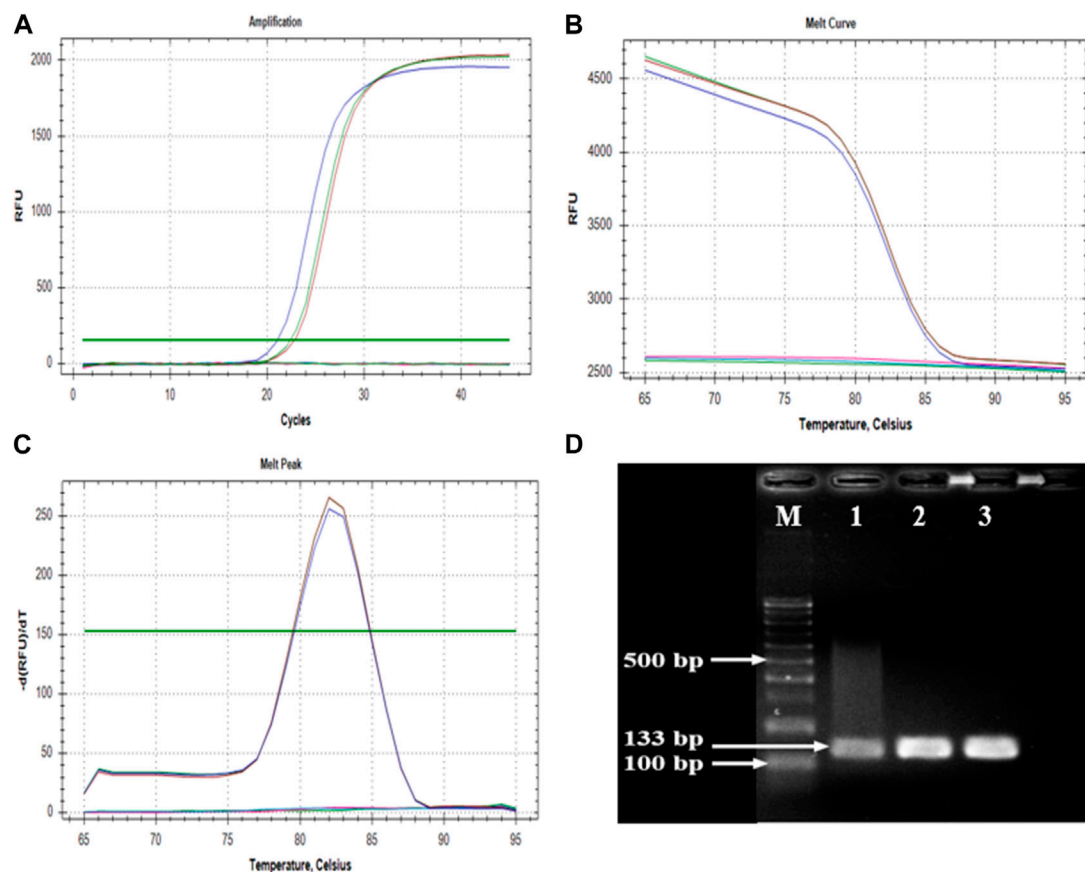 A
Amplification
RFU
2000
1500
1000
500
0
0 10 20 30 40
Cycles
B
Melt Curve
RFU
4500
4000
3500
3000
2500
65 70 75 80 85 90 95
Temperature, Celsius
C
Melt Peak
-d(RFU)/dT
250
200
150
100
50
0
65 70 75 80 85 90 95
Temperature, Celsius
D
M 1 2 3
500 bp
133 bp
100 bp